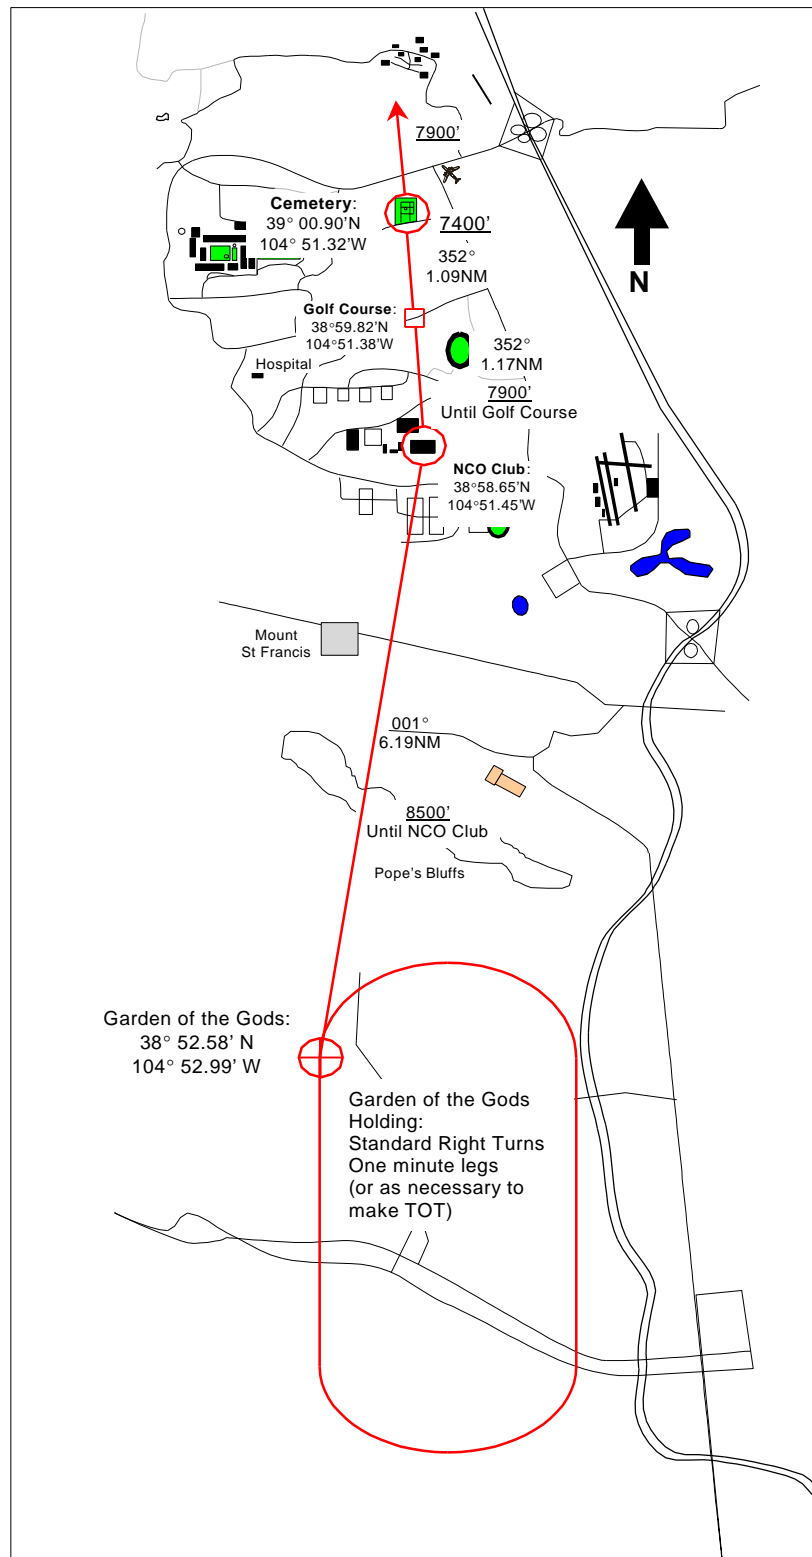 7900’
Cemetery:
39° 00.90'N
104° 51.32'W
7400’
352°
1.09NM
N
Golf Course:
38°59.82'N
104°51.38'W
352°
1.17NM
Hospital
7900’
Until Golf Course
NCO Club:
38°58.65'N
104°51.45'W
Mount
St Francis
001°
6.19NM
8500’
Until NCO Club
Pope's Bluffs
Garden of the Gods:
38° 52.58’ N
104° 52.99’ W
Garden of the Gods
Holding:
Standard Right Turns
One minute legs
(or as necessary to
make TOT)